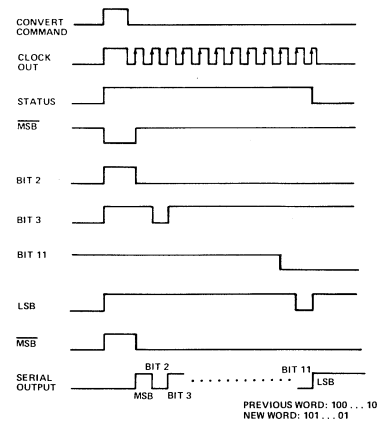 CONVERT
COMMAND
CLOCK
OUT
STATUS
MSB
BIT 2
BIT 3
BIT 11
LSB
MSB
SERIAL
OUTPUT
BIT 2
BIT 11
MSB
BIT 3
LSB
PREVIOUS WORD: 100 . . . 10
NEW WORD: 101 . . . 01